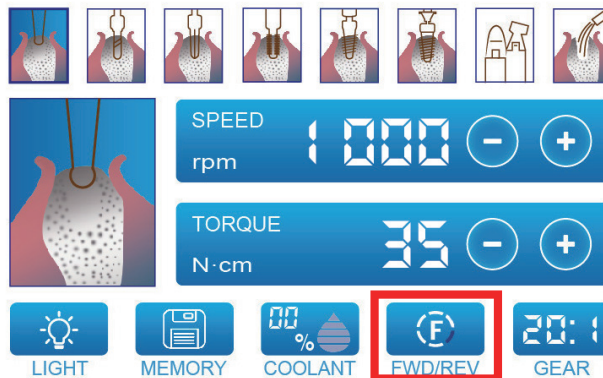 SPEED
rpm
1000
−
+
TORQUE
N·cm
35
−
+
00
%
F
20:1
LIGHT
MEMORY
COOLANT
FWD/REV
GEAR